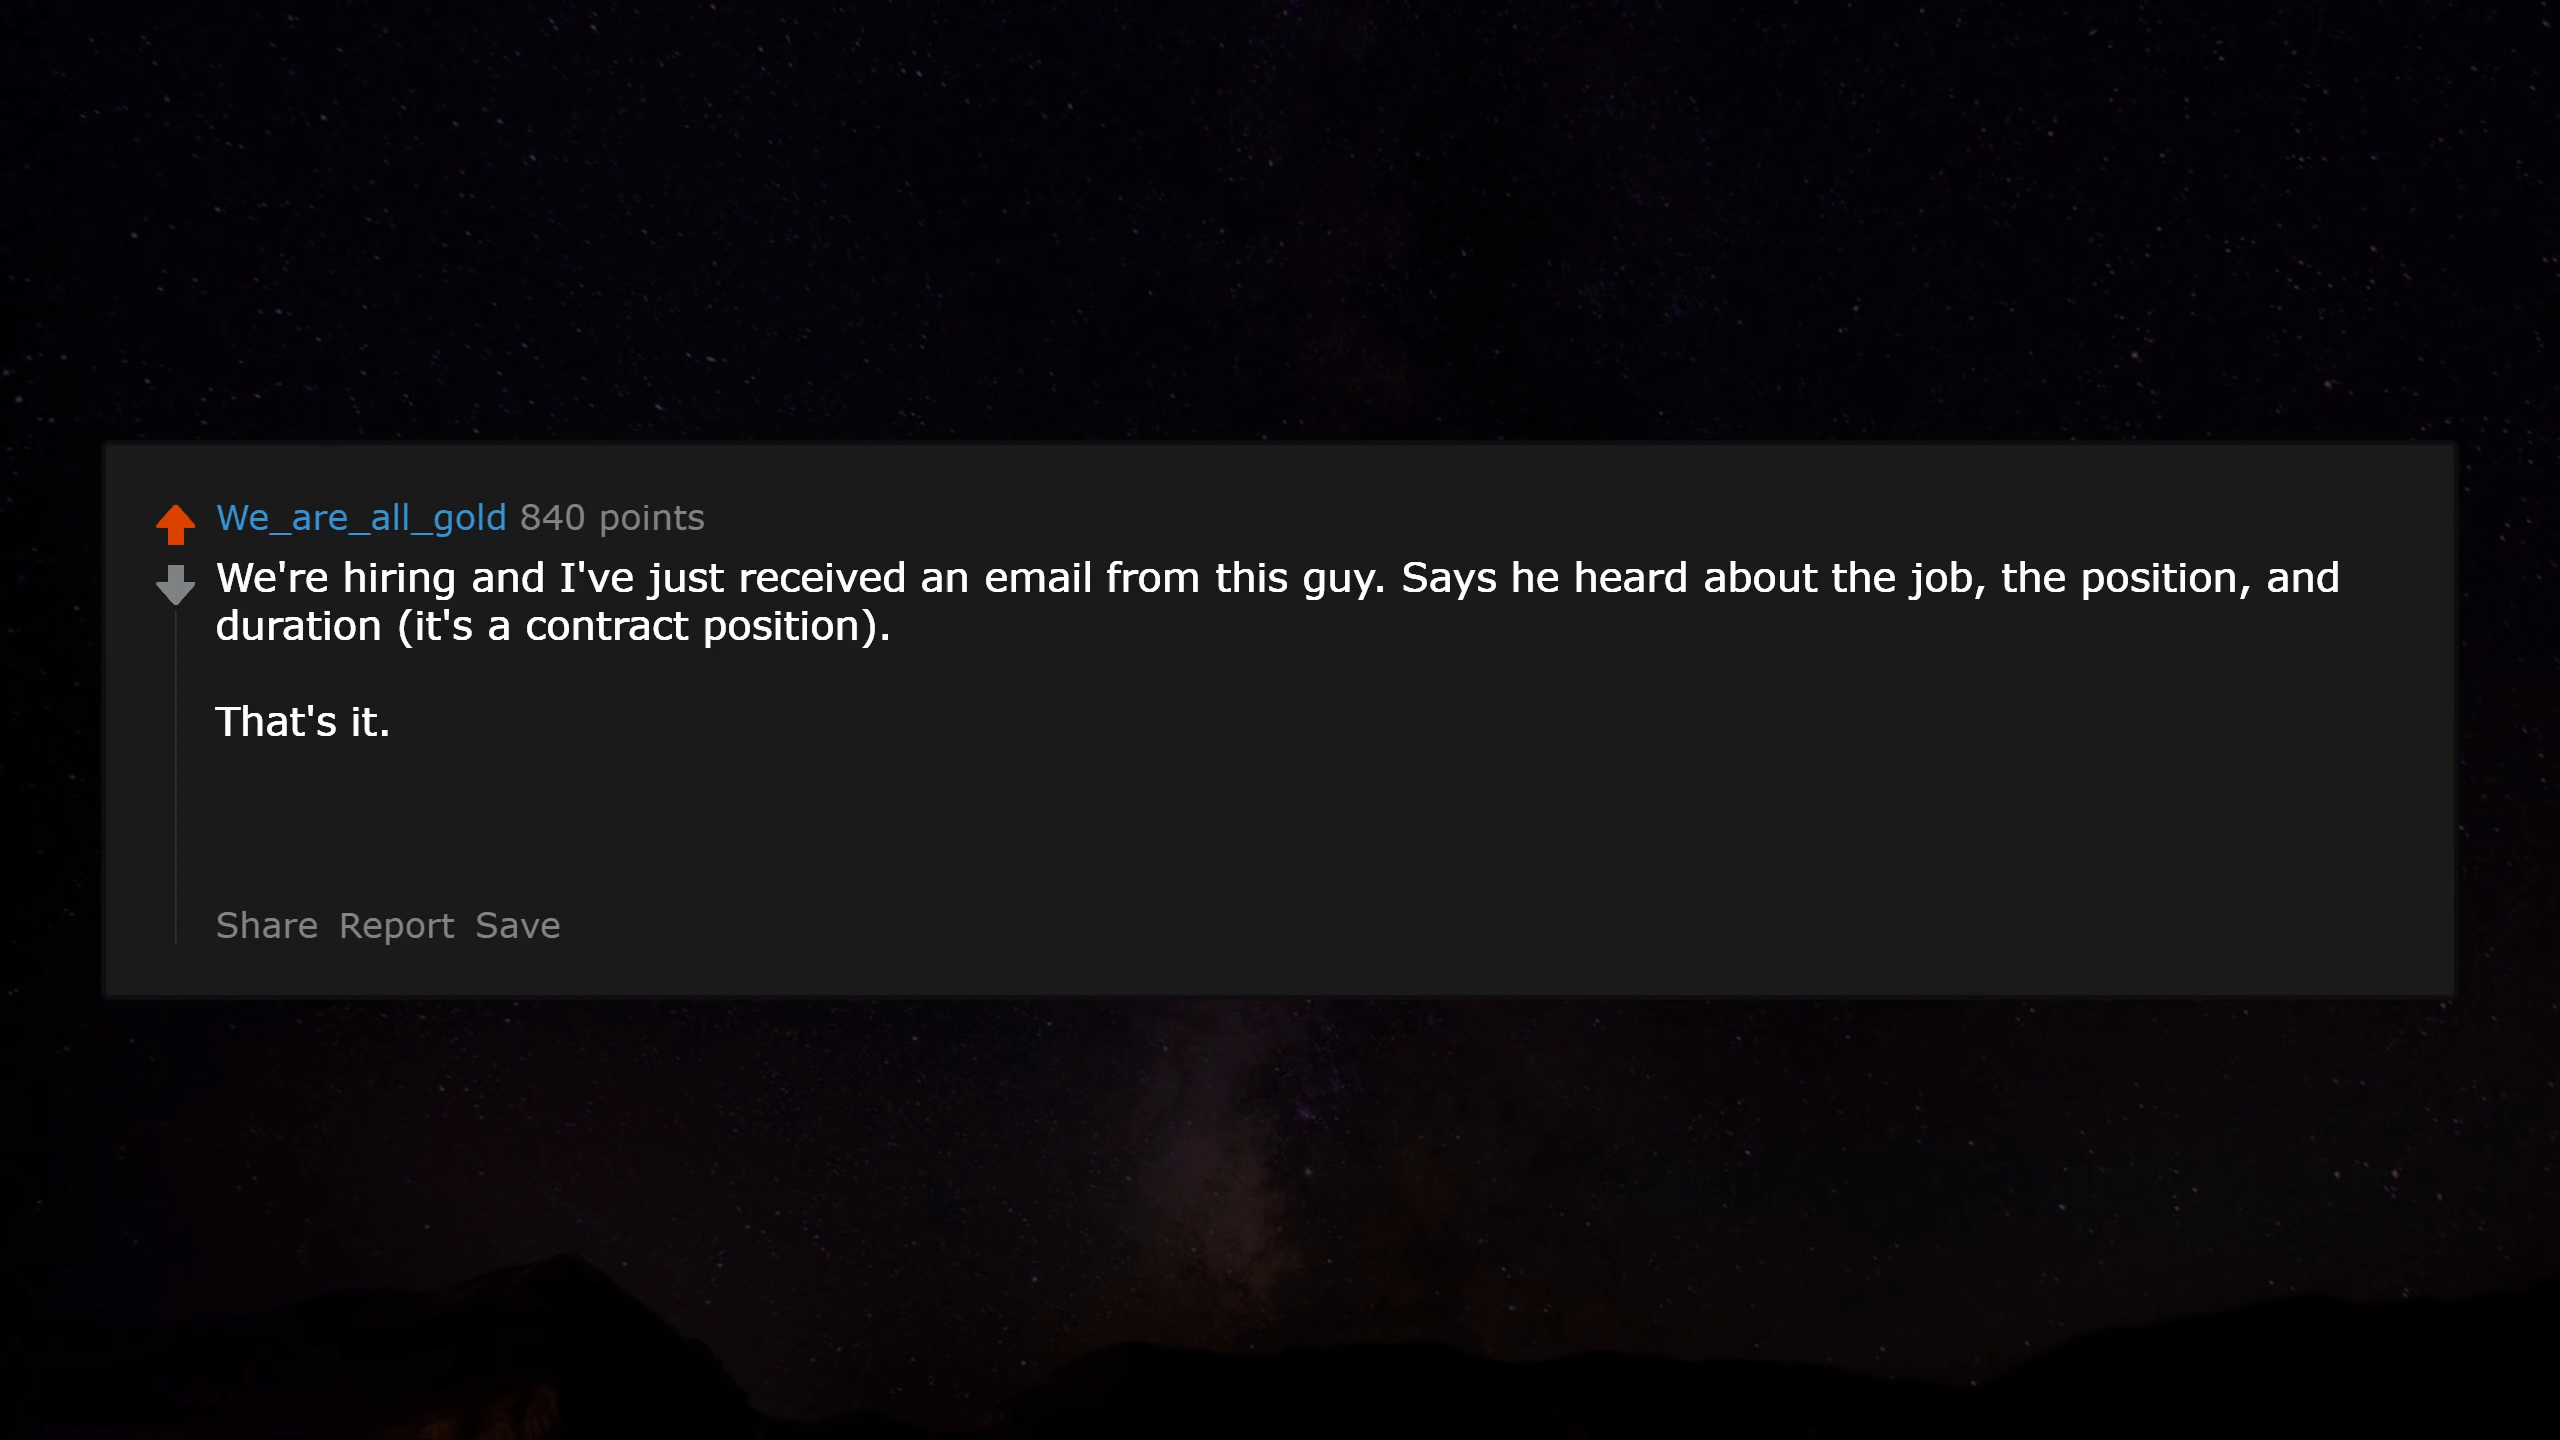 We_are_all_gold 840 points
We're hiring and I've just received an email from this guy. Says he heard about the job, the position, and
duration (it's a contract position).
That's it.
Share Report Save